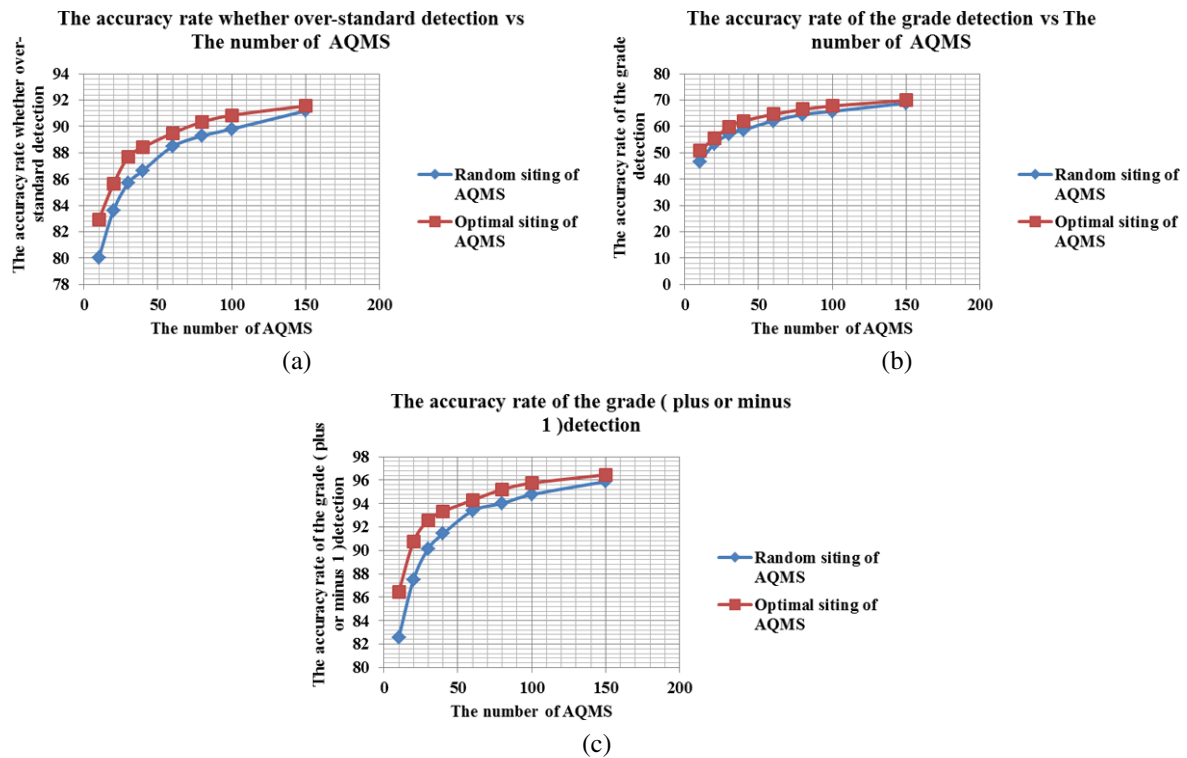 The accuracy rate whether over-standard detection vs
The number of  AQMS
The accuracy rate whether over-
standard detection
94
92
90
88
86
84
82
80
78
0
50
100
150
200
The number of AQMS
Random siting of
AQMS
Optimal siting of
AQMS
(a)
The accuracy rate of the grade detection vs The
number of AQMS
The accuracy rate of the grade
detection
80
70
60
50
40
30
20
10
0
0
50
100
150
200
The number of AQMS
Random siting of
AQMS
Optimal siting of
AQMS
(b)
The accuracy rate of the grade ( plus or minus
1 )detection
The accuracy rate of the grade ( plus
or minus 1 )detection
98
96
94
92
90
88
86
84
82
80
0
50
100
150
200
The number of AQMS
Random siting of
AQMS
Optimal siting of
AQMS
(c)